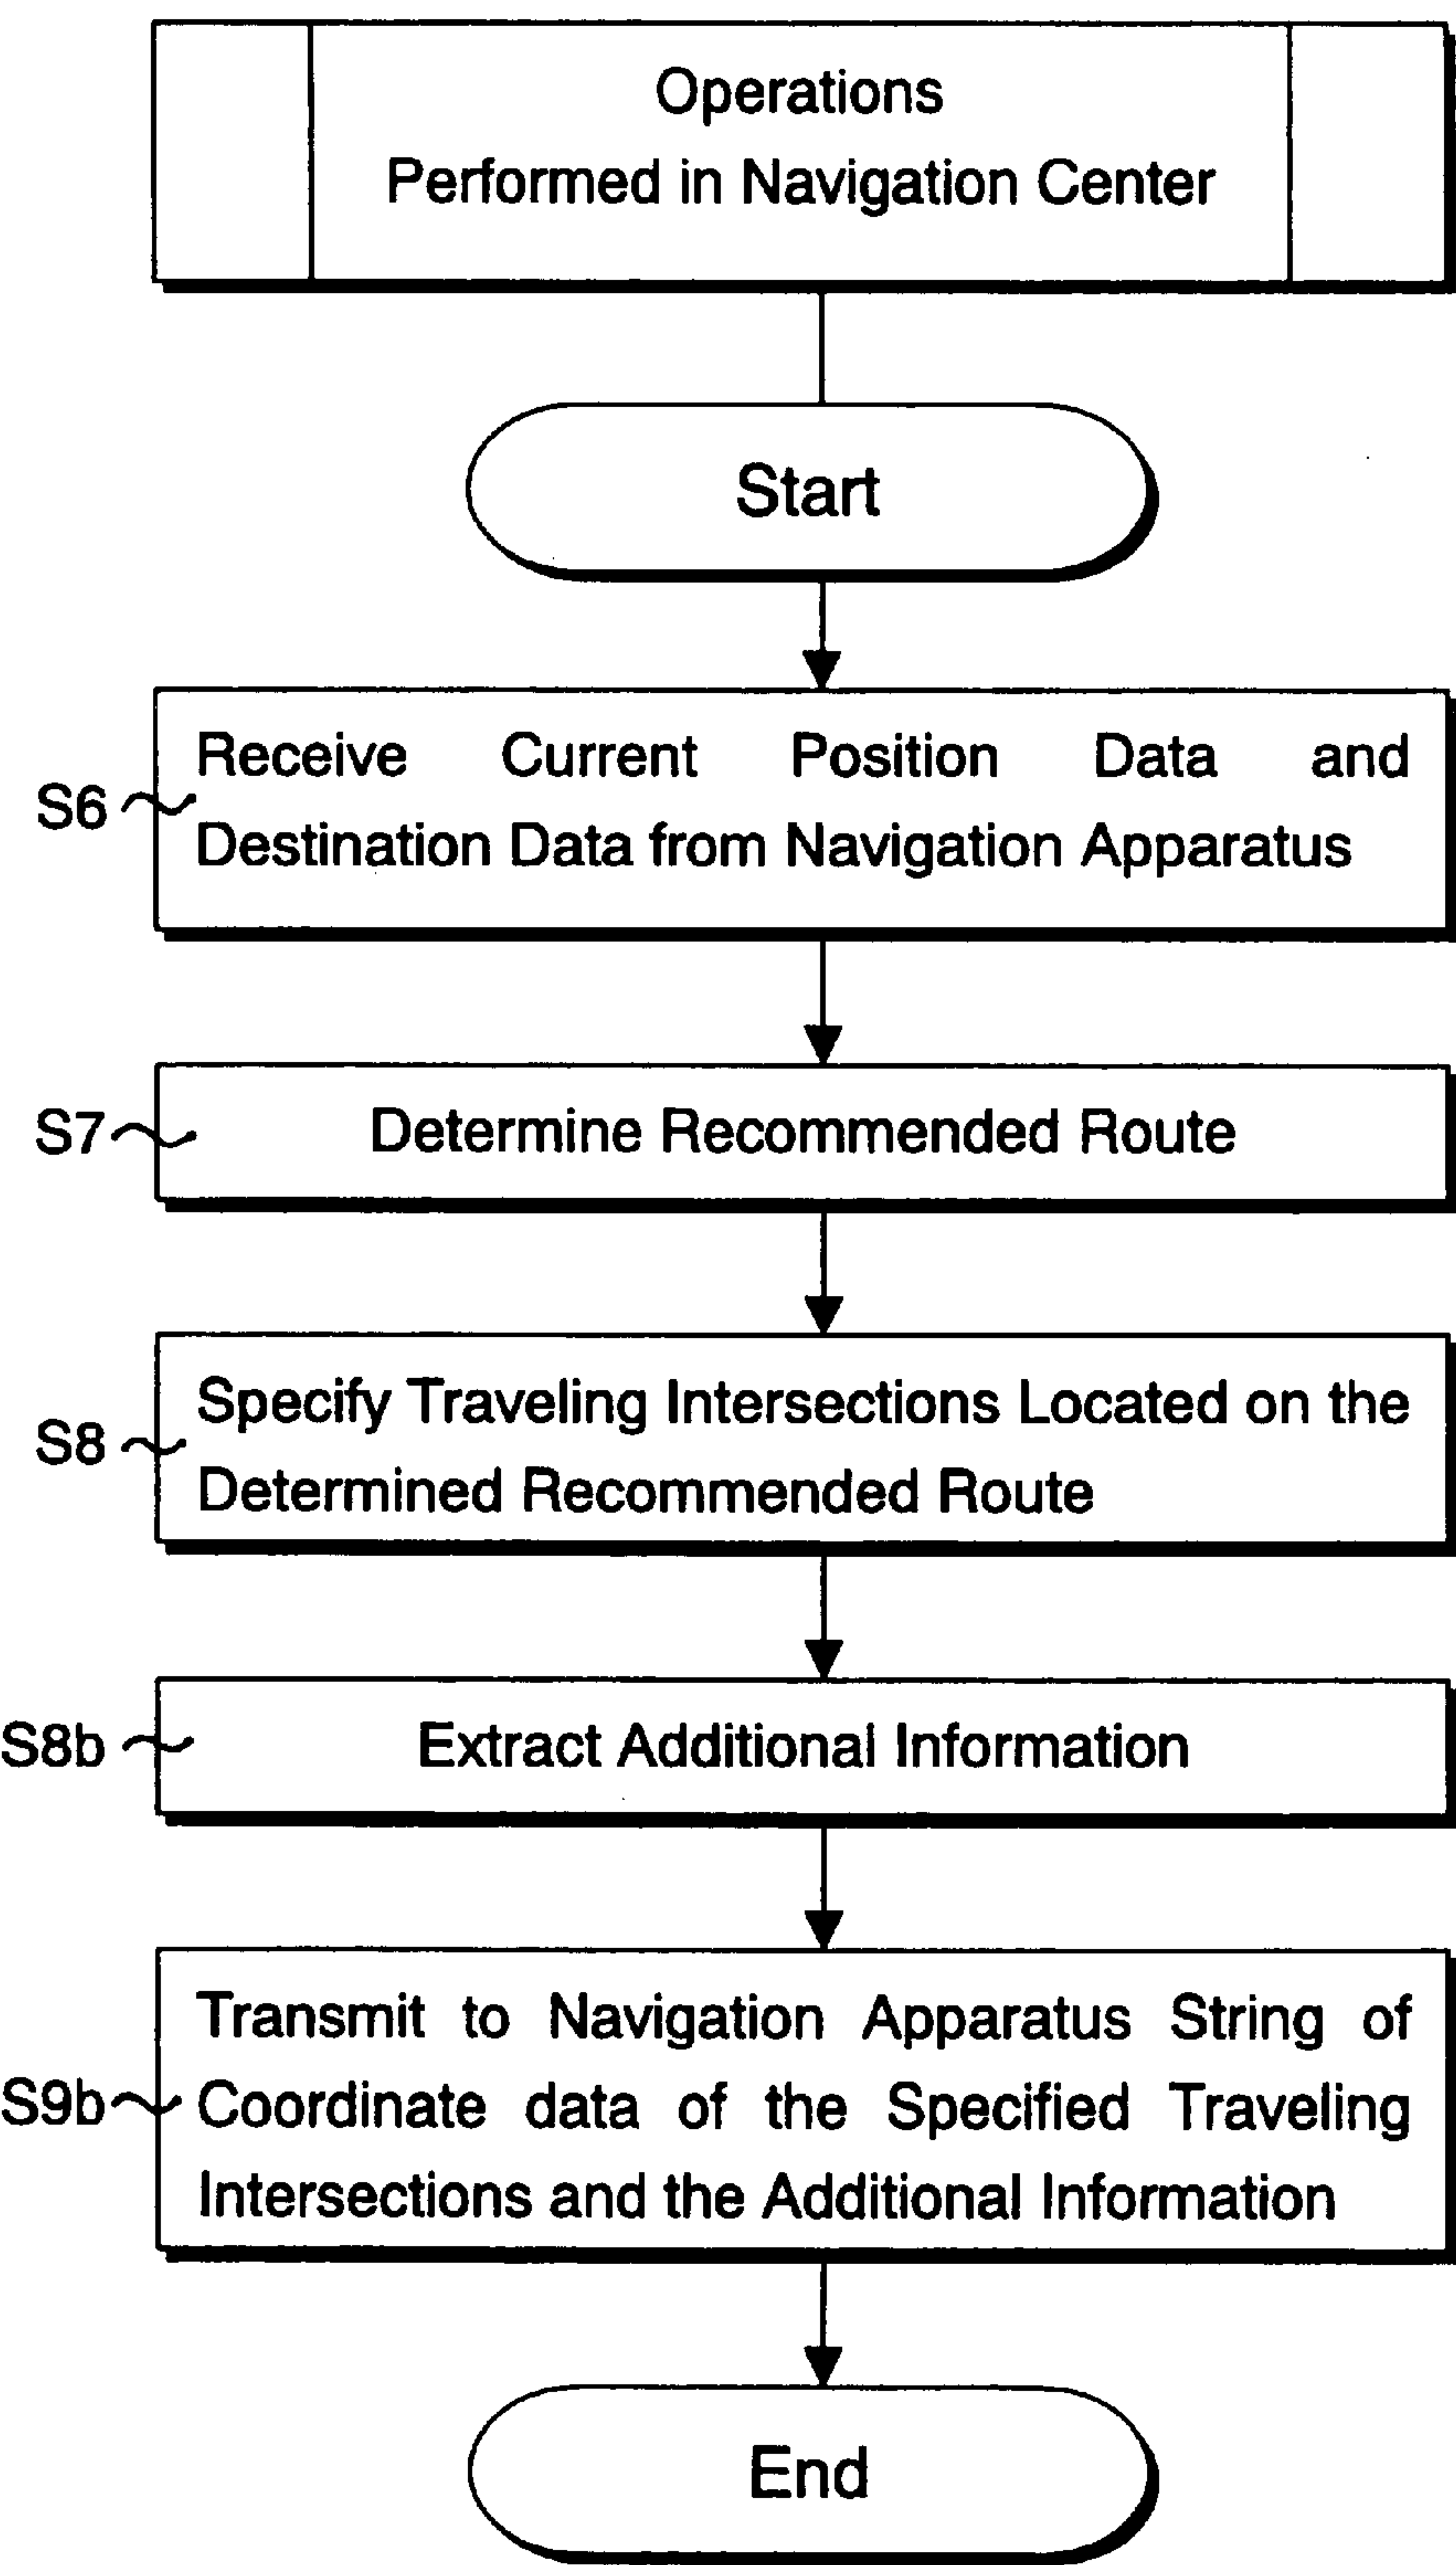 Operations
Performed in Navigation Center
Start
Receive Current Position Data and
S6
Destination Data from Navigation Apparatus
S7
Determine Recommended Route
Specify Traveling Intersections Located on the
S8
Determined Recommended Route
S8b
Extract Additional Information
Transmit to Navigation Apparatus String of
S9b
Coordinate data of the Specified Traveling
Intersections and the Additional Information
End